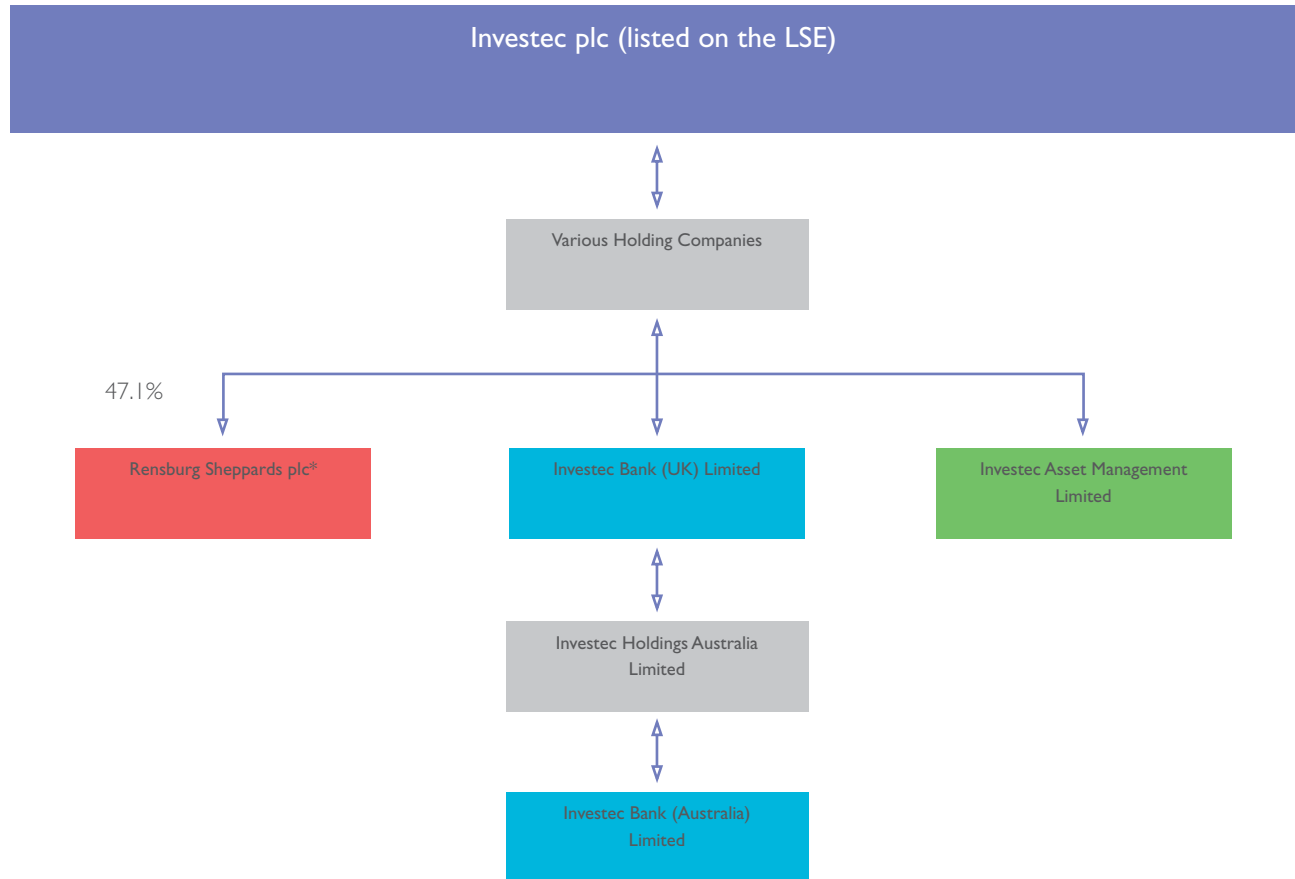 Investec plc (listed on the LSE)
Various Holding Companies
47.1%
Rensburg Sheppards plc*
Investec Bank (UK) Limited
Investec Asset Management
Limited
Investec Holdings Australia
Limited
Investec Bank (Australia)
Limited